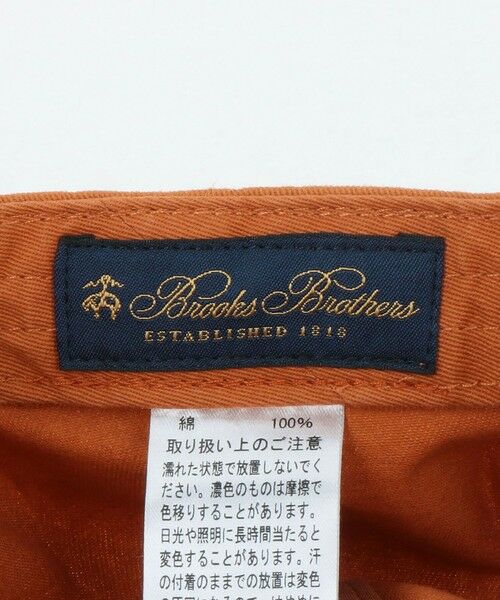 Brooks Brothers
ESTABLISHED 1818
綿 100%
取り扱い上のご注意
濡れた状態で放置しないでく
ださい。濃色のものは摩擦で
色移りすることがあります。
日光や照明に長時間当たると
変色することがあります。汗
の付着のままでの放置は変色